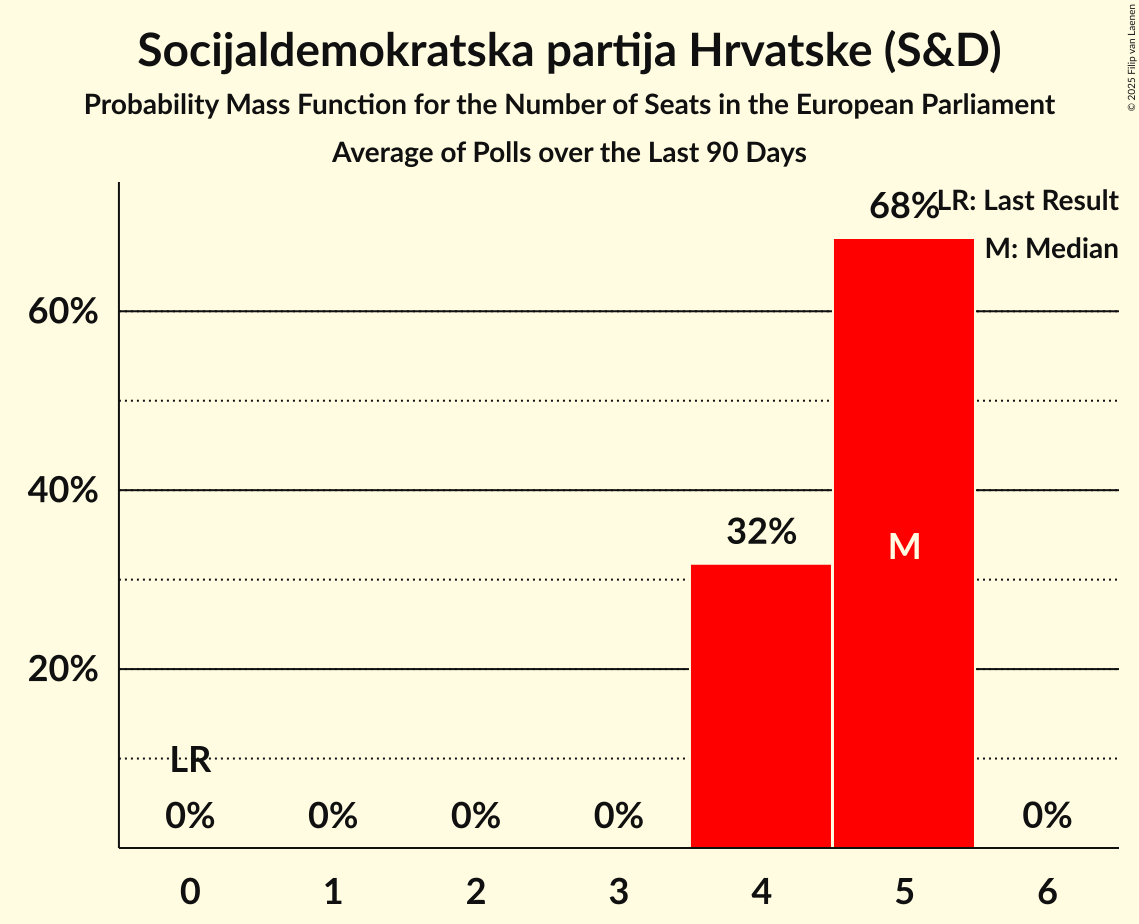 Socijaldemokratska partija Hrvatske (S&D)
Probability Mass Function for the Number of Seats in the European Parliament
Average of Polls over the Last 90 Days
© 2025 Filip van Laenen
LR: Last Result
M: Median
68%
60%
40%
32%
M
20%
LR
0% 0% 0% 0% 0%
0 1 2 3 4 5 6